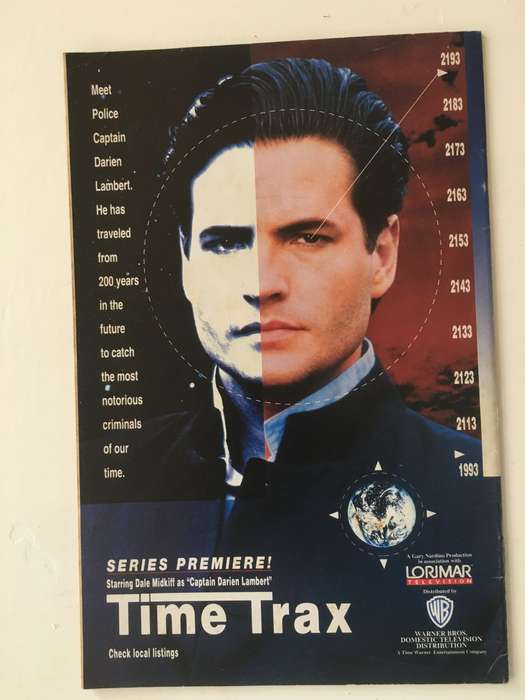 Meet
Police
Captain
Darien
Lambert.
He has
traveled
from
200 years
in the
future
to catch
the most
notorious
criminals
of our
time.
2193
2183
2173
2163
2153
2143
2133
2123
2113
1993
SERIES PREMIERE!
Starring Dale Midkiff as "Captain Darien Lambert"
Time Trax
Check local listings
A Gary Nardino Production
in association with
LORIMAR
TELEVISION
Distributed by
WB
WARNER BROS.
DOMESTIC TELEVISION
DISTRIBUTION
A Time Warner Entertainment Company